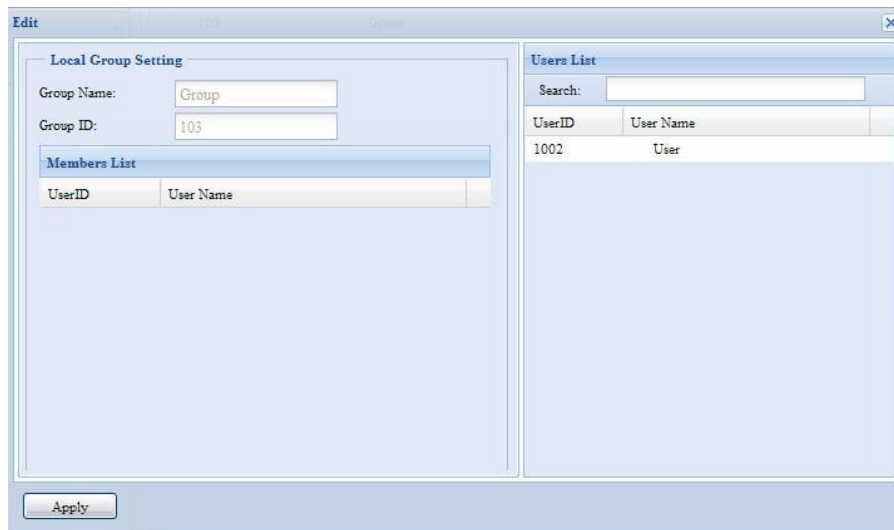 Edit
Local Group Setting
Group Name: Group
Group ID: 103
Members List
UserID User Name
Users List
Search:
UserID User Name
1002 User
Apply